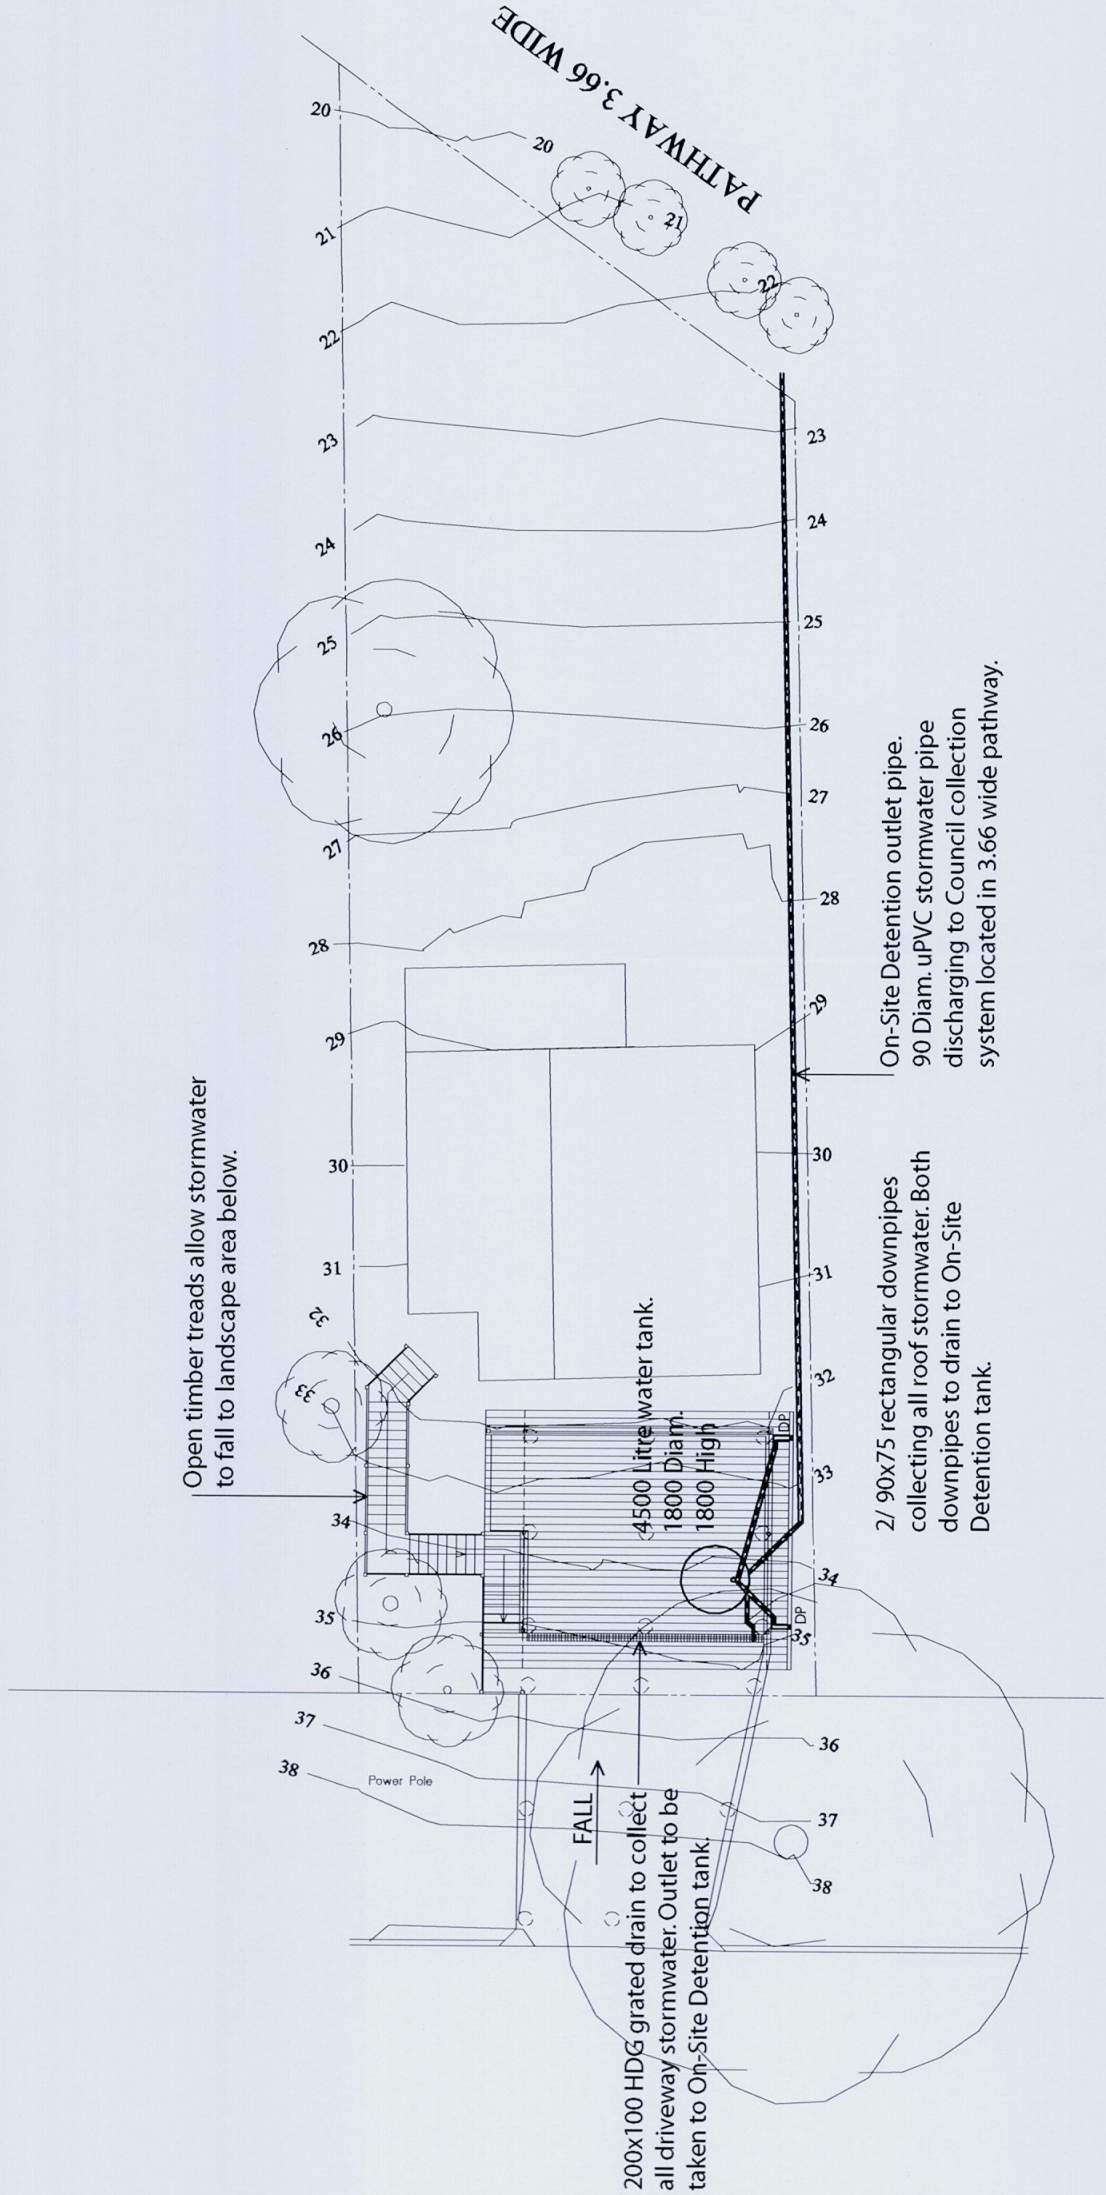 PATHWAY 3.66 WIDE
Open timber treads allow stormwater
to fall to landscape area below.
20
21
22
23
24
25
26
27
28
29
30
31
32
33
34
35
36
37
38
20
21
22
23
24
25
26
27
28
29
30
31
32
33
34
35
36
37
38
4500 Litre water tank.
1800 Diam.
1800 High
DP
DP
Power Pole
FALL
200x100 HDG grated drain to collect
all driveway stormwater. Outlet to be
taken to On-Site Detention tank.
2/ 90x75 rectangular downpipes
collecting all roof stormwater. Both
downpipes to drain to On-Site
Detention tank.
On-Site Detention outlet pipe.
90 Diam. uPVC stormwater pipe
discharging to Council collection
system located in 3.66 wide pathway.